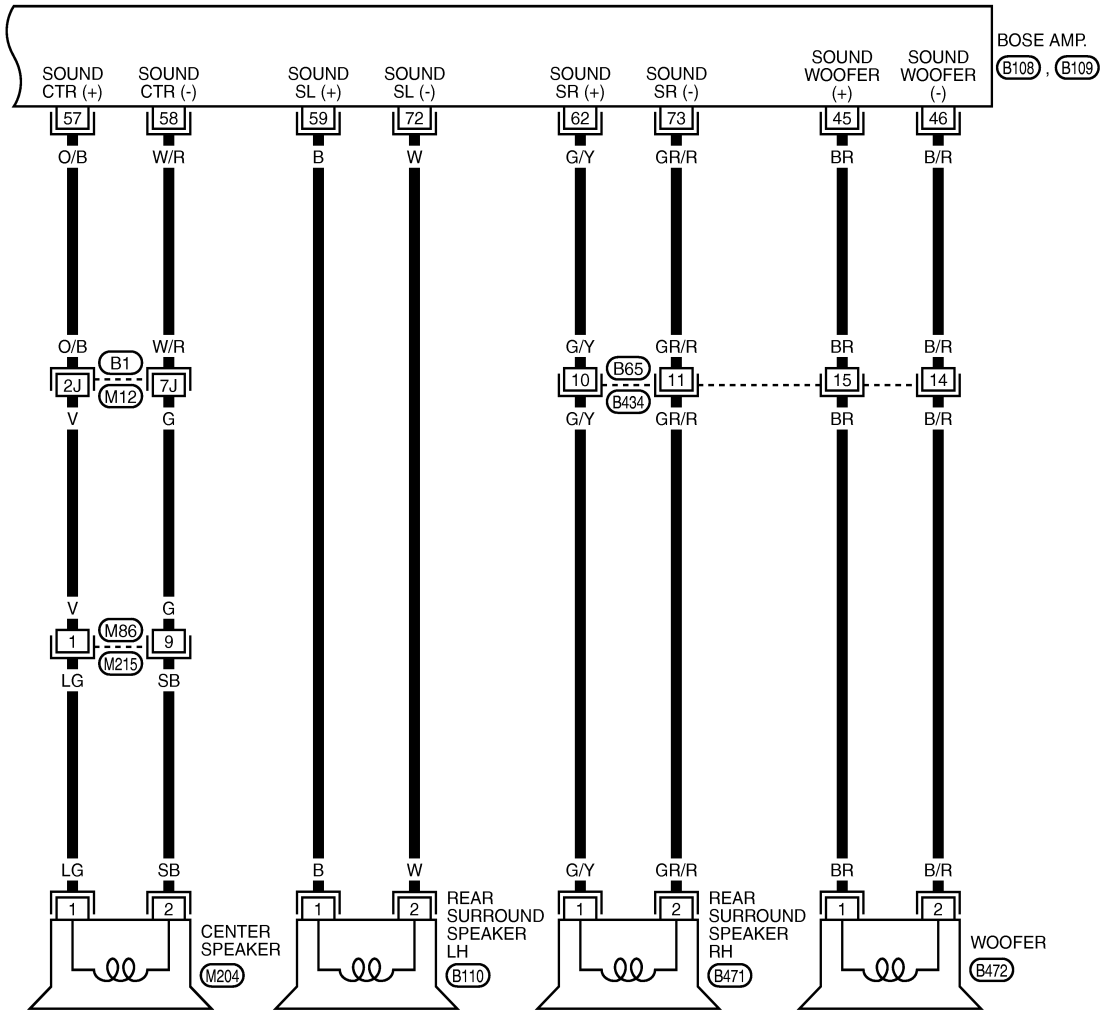 BOSE AMP.
B108 , B109
SOUND CTR (+)
SOUND CTR (-)
SOUND SL (+)
SOUND SL (-)
SOUND SR (+)
SOUND SR (-)
SOUND WOOFER (+)
SOUND WOOFER (-)
57 58 59 72 62 73 45 46
O/B W/R B W G/Y GR/R BR B/R
O/B W/R G/Y GR/R BR B/R
B1 B65
2J 7J 10 11 15 14
M12 B434
V G G/Y GR/R BR B/R
V G
M86
1 9
M215
LG SB
LG SB B W G/Y GR/R BR B/R
1 2 1 2 1 2 1 2
CENTER
SPEAKER
M204
REAR
SURROUND
SPEAKER
LH
B110
REAR
SURROUND
SPEAKER
RH
B471
WOOFER
B472